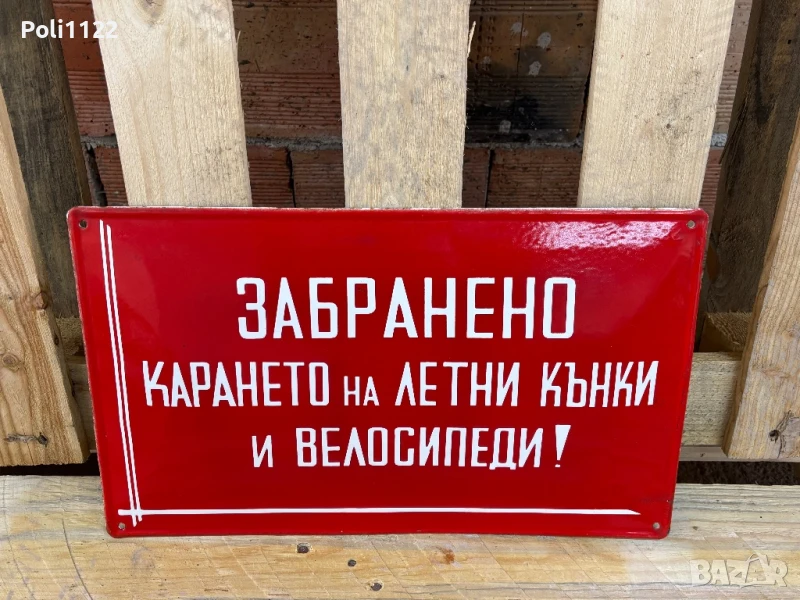 Poli1122
ЗАБРАНЕНО
КАРАНЕТО НА ЛЕТНИ КЪНКИ
И ВЕЛОСИПЕДИ!
BAZAR